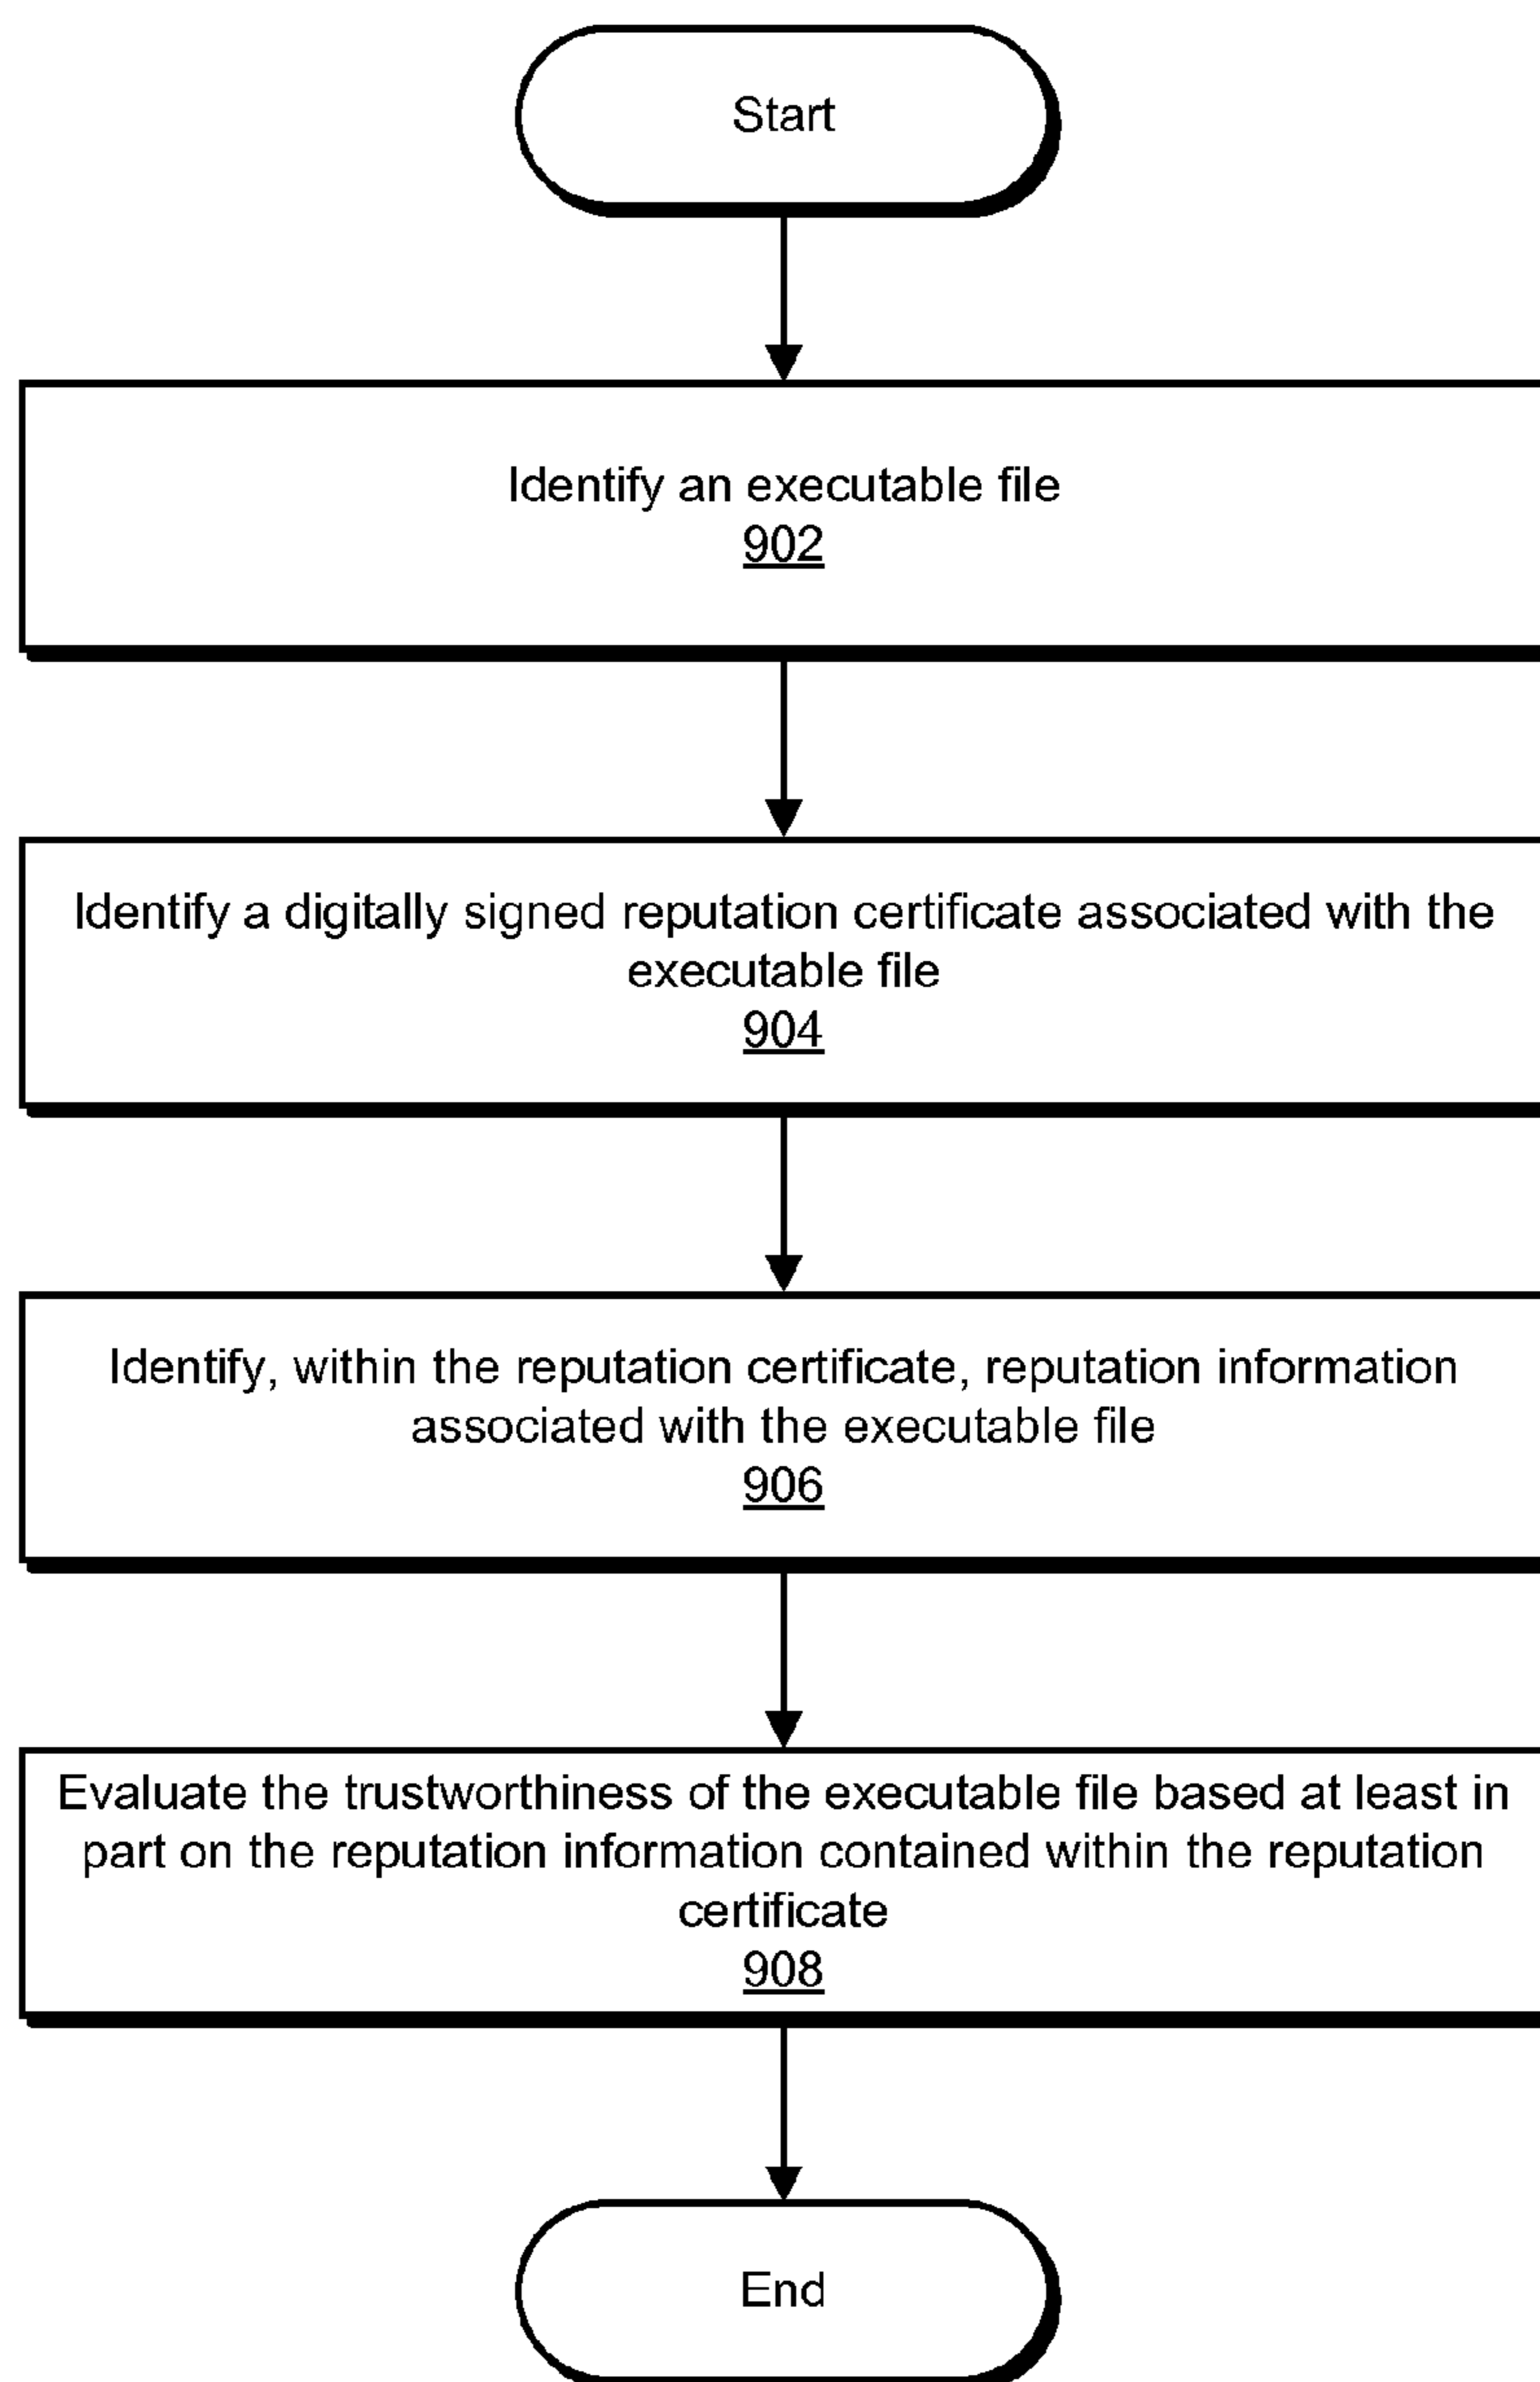 Start
Identify an executable file
902
Identify a digitally signed reputation certificate associated with the
executable file
904
Identify, within the reputation certificate, reputation information
associated with the executable file
906
Evaluate the trustworthiness of the executable file based at least in
part on the reputation information contained within the reputation
certificate
908
End